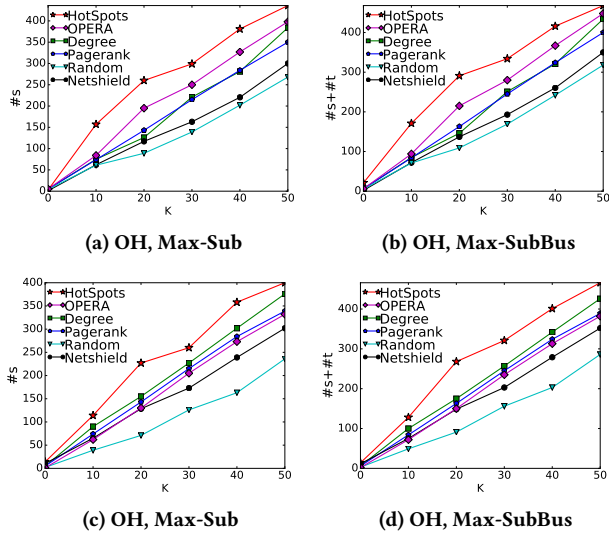 400
350
300
250
200
150
100
50
0
#s
HotSpots
OPERA
Degree
Pagerank
Random
Netshield
0 10 20 30 40 50
K
(a) OH, Max-Sub
400
300
200
100
0
#s+#t
HotSpots
OPERA
Degree
Pagerank
Random
Netshield
0 10 20 30 40 50
K
(b) OH, Max-SubBus
400
350
300
250
200
150
100
50
0
#s
HotSpots
OPERA
Degree
Pagerank
Random
Netshield
0 10 20 30 40 50
K
(c) OH, Max-Sub
400
300
200
100
0
#s+#t
HotSpots
OPERA
Degree
Pagerank
Random
Netshield
0 10 20 30 40 50
K
(d) OH, Max-SubBus